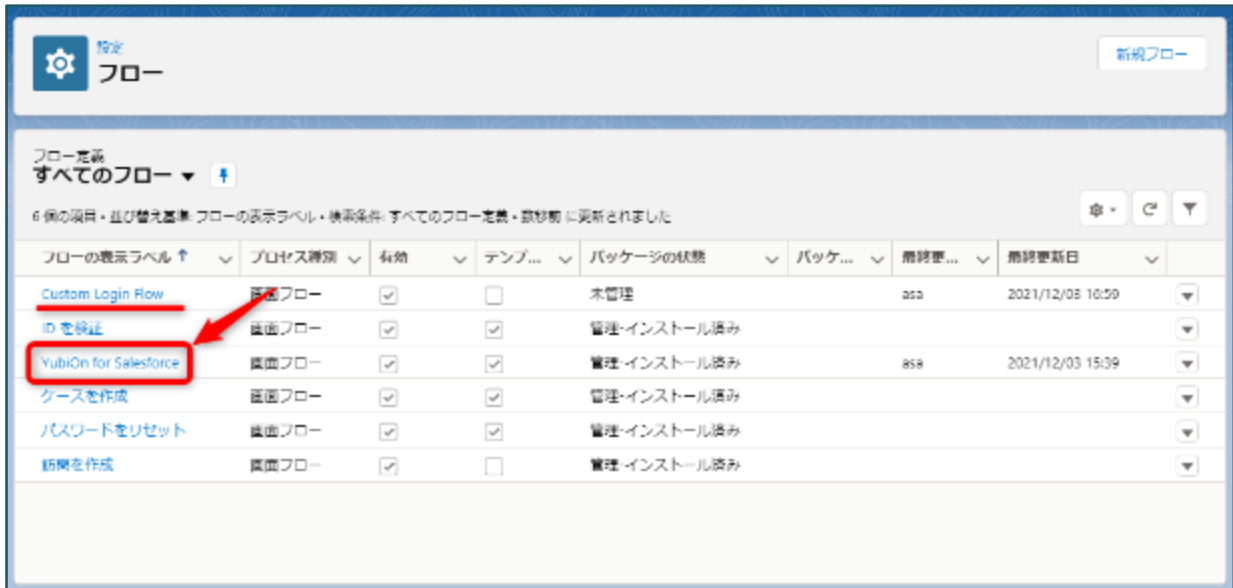 設定
フロー
新規フロー
フロー定義
すべてのフロー
6 個の項目・並び替え基準: フローの表示ラベル・検索条件: すべてのフロー定義・数秒前 に更新されました
フローの表示ラベル ↑ プロセス種別 有効 テンプ... パッケージの状態 パッケ... 最終更... 最終更新日
Custom Login Flow 画面フロー 未管理 asa 2021/12/03 16:59
ID を検証 画面フロー 管理-インストール済み
YubiOn for Salesforce 画面フロー 管理-インストール済み asa 2021/12/03 15:39
ケースを作成 画面フロー 管理-インストール済み
パスワードをリセット 画面フロー 管理-インストール済み
訪問を作成 画面フロー 管理-インストール済み